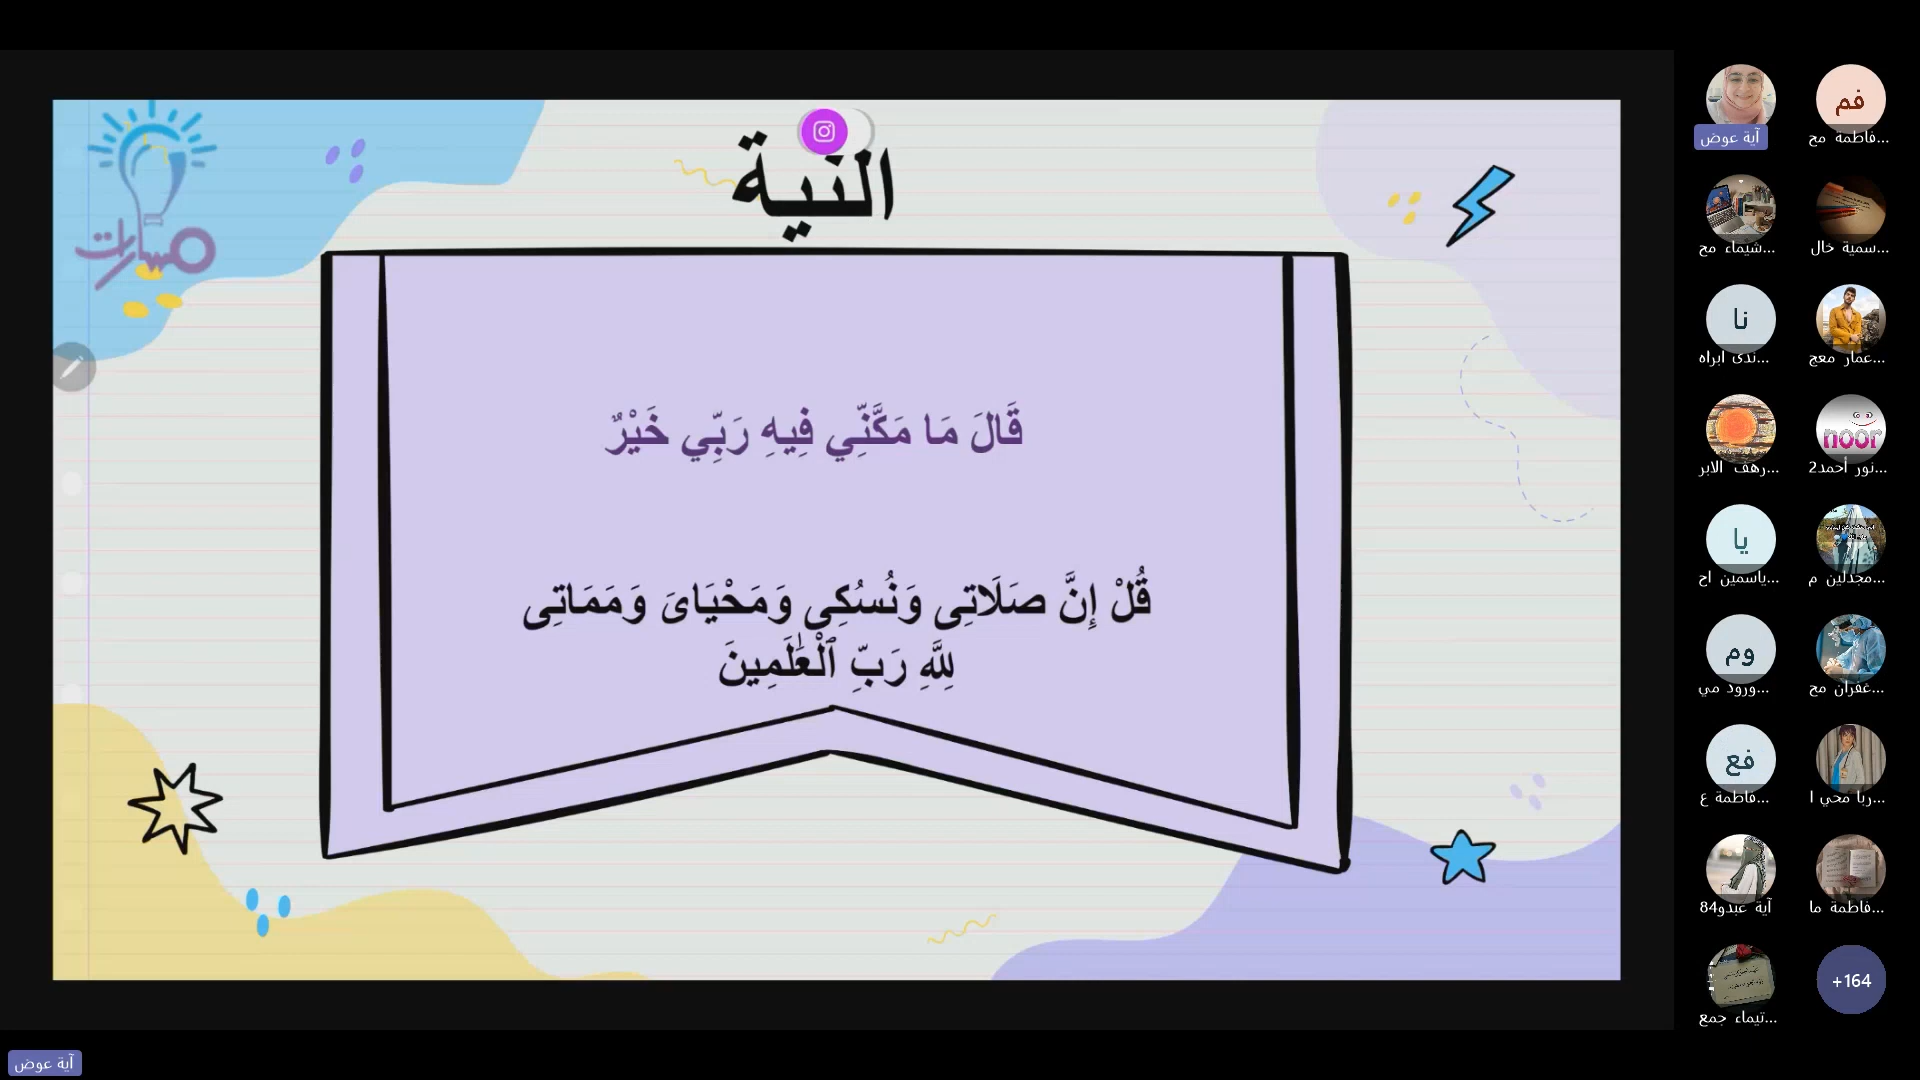 مسارات
النية
قَالَ مَا مَكَّنِّي فِيهِ رَبِّي خَيْرٌ
قُلْ إِنَّ صَلَاتِى وَنُسُكِى وَمَحْيَاىَ وَمَمَاتِى
لِلَّهِ رَبِّ ٱلْعَٰلَمِينَ
آية عوض
فم
فاطمة مح...
شيماء مح...
سمية خال...
نا
ندى ابراه...
عمار معج...
رهف الابر...
noor
نور أحمد2...
يا
ياسمين اح...
مجدلين م...
وم
ورود مي...
غفران مح...
فع
فاطمة ع...
ربا محي ا...
آية عبدو84
فاطمة ما...
تيماء جمع...
+164
آية عوض